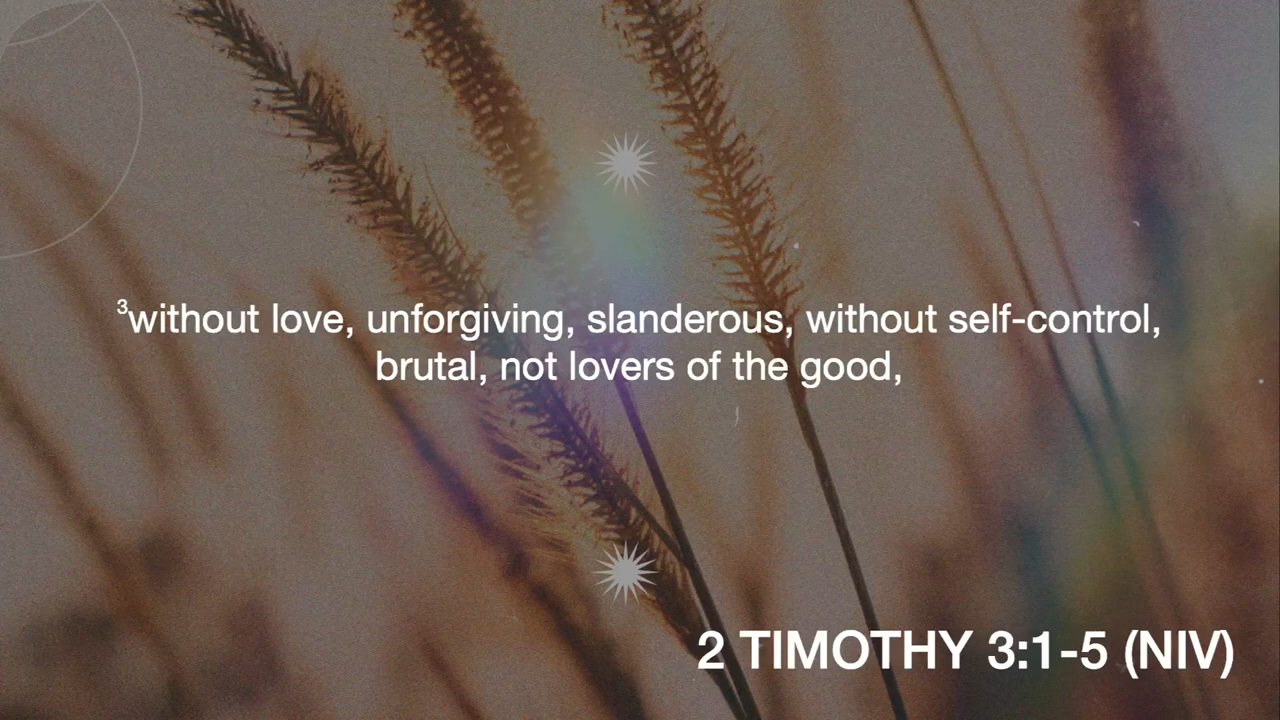 ³without love, unforgiving, slanderous, without self-control,
brutal, not lovers of the good,
2 TIMOTHY 3:1-5 (NIV)